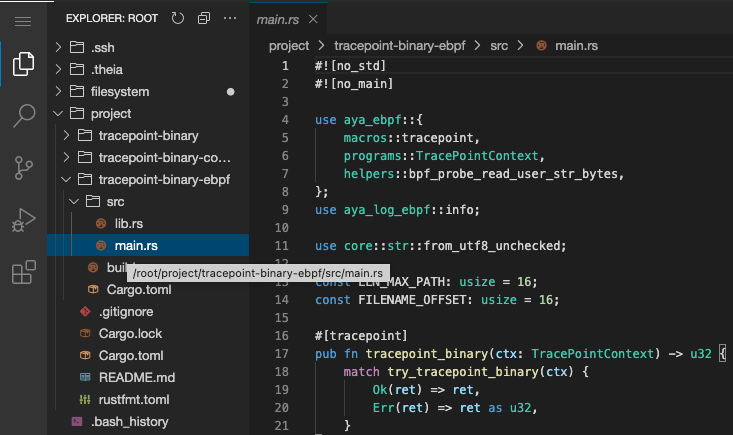 EXPLORER: ROOT
.ssh
.theia
filesystem
project
tracepoint-binary
tracepoint-binary-co...
tracepoint-binary-ebpf
src
lib.rs
main.rs
/root/project/tracepoint-binary-ebpf/src/main.rs
Cargo.toml
.gitignore
Cargo.lock
Cargo.toml
README.md
rustfmt.toml
.bash_history
main.rs
project > tracepoint-binary-ebpf > src > main.rs
1 #![no_std]
2 #![no_main]
3
4 use aya_ebpf::{
5 macros::tracepoint,
6 programs::TracePointContext,
7 helpers::bpf_probe_read_user_str_bytes,
8 };
9 use aya_log_ebpf::info;
10
11 use core::str::from_utf8_unchecked;
const LEN_MAX_PATH: usize = 16;
14 const FILENAME_OFFSET: usize = 16;
15
16 #[tracepoint]
17 pub fn tracepoint_binary(ctx: TracePointContext) -> u32 {
18 match try_tracepoint_binary(ctx) {
19 Ok(ret) => ret,
20 Err(ret) => ret as u32,
21 }